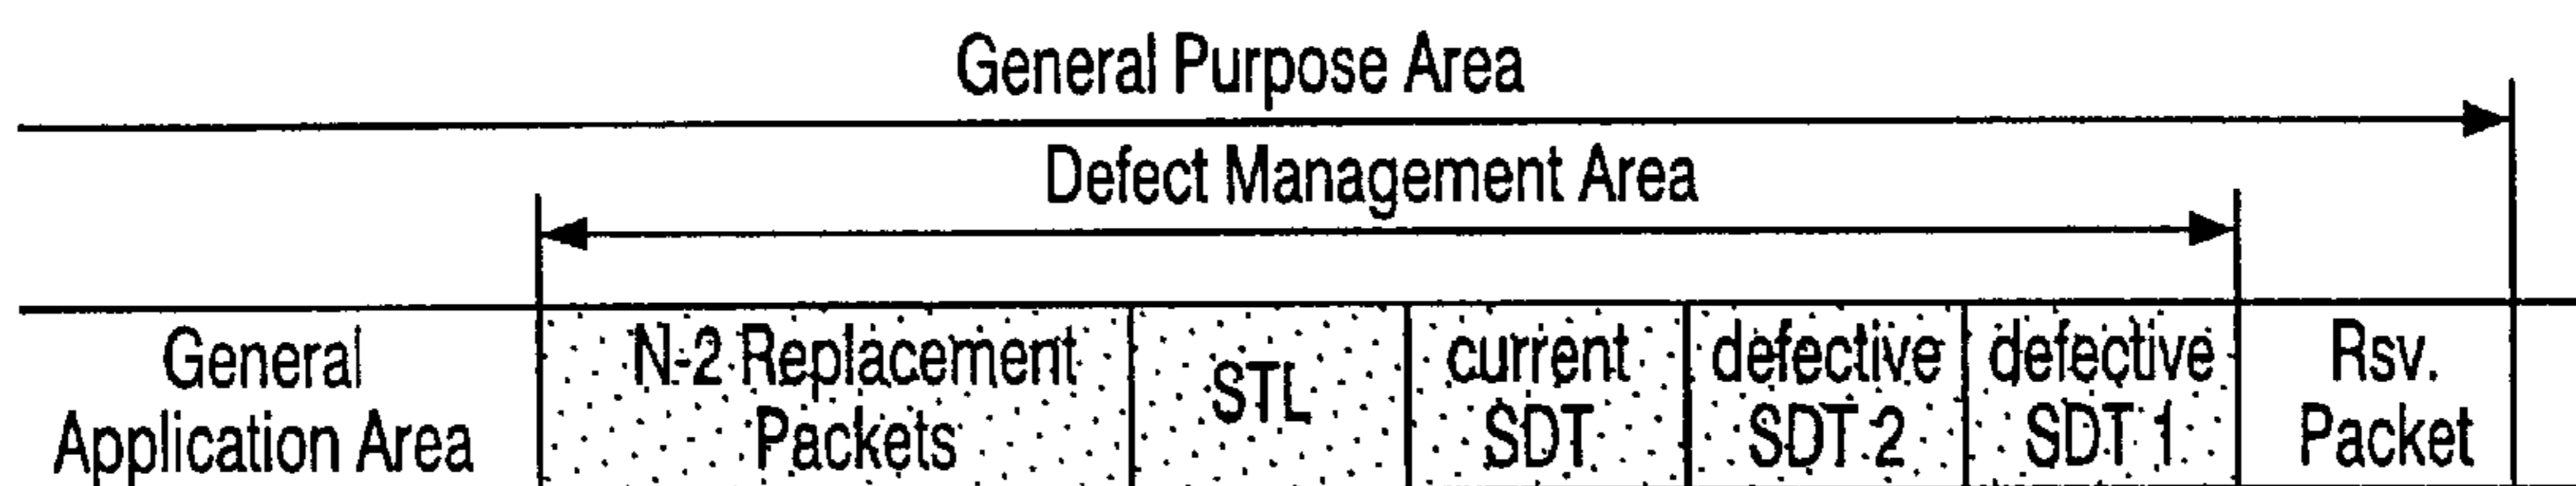 General Purpose Area
Defect Management Area
General
Application Area
N-2 Replacement
Packets
STL
current
SDT
defective
SDT 2
defective
SDT 1
Rsv.
Packet